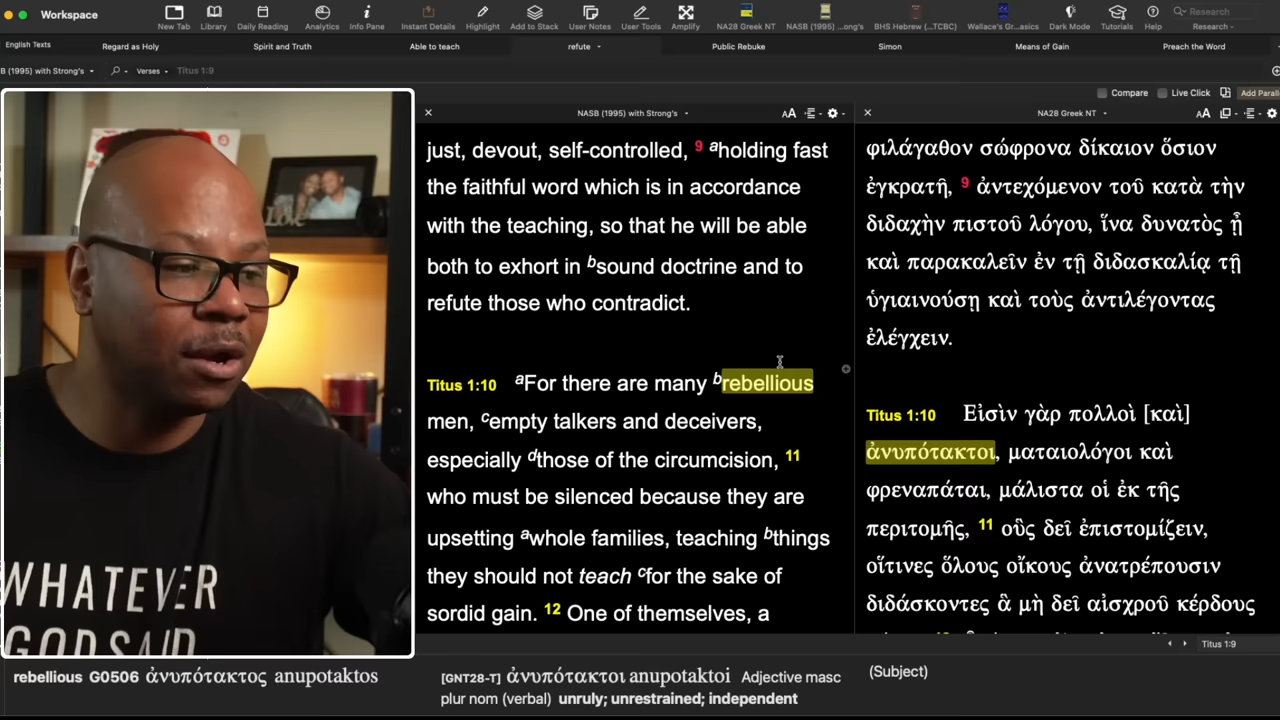 Workspace
New Tab
Library
Daily Reading
Analytics
Info Pane
Instant Details
Highlight
Add to Stack
User Notes
User Tools
Amplify
NA28 Greek NT
NASB (1995) ...ong's
BHS Hebrew (...TCBC)
Wallace's Gr...asics
Dark Mode
Tutorials
Help
Research
Research
English Texts
Regard as Holy
Spirit and Truth
Able to teach
refute
Public Rebuke
Simon
Means of Gain
Preach the Word
B (1995) with Strong's
Verses
Titus 1:9
Compare
Live Click
Add Paral
NASB (1995) with Strong's
AA
just, devout, self-controlled, 9 aholding fast
the faithful word which is in accordance
with the teaching, so that he will be able
both to exhort in bsound doctrine and to
refute those who contradict.
Titus 1:10 aFor there are many brebellious
men, cempty talkers and deceivers,
especially dthose of the circumcision, 11
who must be silenced because they are
upsetting awhole families, teaching bthings
they should not teach cfor the sake of
sordid gain. 12 One of themselves, a
NA28 Greek NT
AA
φιλάγαθον σώφρονα δίκαιον ὅσιον
ἐγκρατῆ, 9 ἀντεχόμενον τοῦ κατὰ τὴν
διδαχὴν πιστοῦ λόγου, ἵνα δυνατὸς ᾖ
καὶ παρακαλεῖν ἐν τῇ διδασκαλίᾳ τῇ
ὑγιαινούσῃ καὶ τοὺς ἀντιλέγοντας
ἐλέγχειν.
Titus 1:10 Εἰσὶν γὰρ πολλοὶ [καὶ]
ἀνυπότακτοι, ματαιολόγοι καὶ
φρεναπάται, μάλιστα οἱ ἐκ τῆς
περιτομῆς, 11 οὓς δεῖ ἐπιστομίζειν,
οἵτινες ὅλους οἴκους ἀνατρέπουσιν
διδάσκοντες ἃ μὴ δεῖ αἰσχροῦ κέρδους
Titus 1:9
Love
WHATEVER
GOD SAID
rebellious G0506 ἀνυπότακτος anupotaktos
[GNT28-T] ἀνυπότακτοι anupotaktoi Adjective masc
plur nom (verbal) unruly; unrestrained; independent
(Subject)